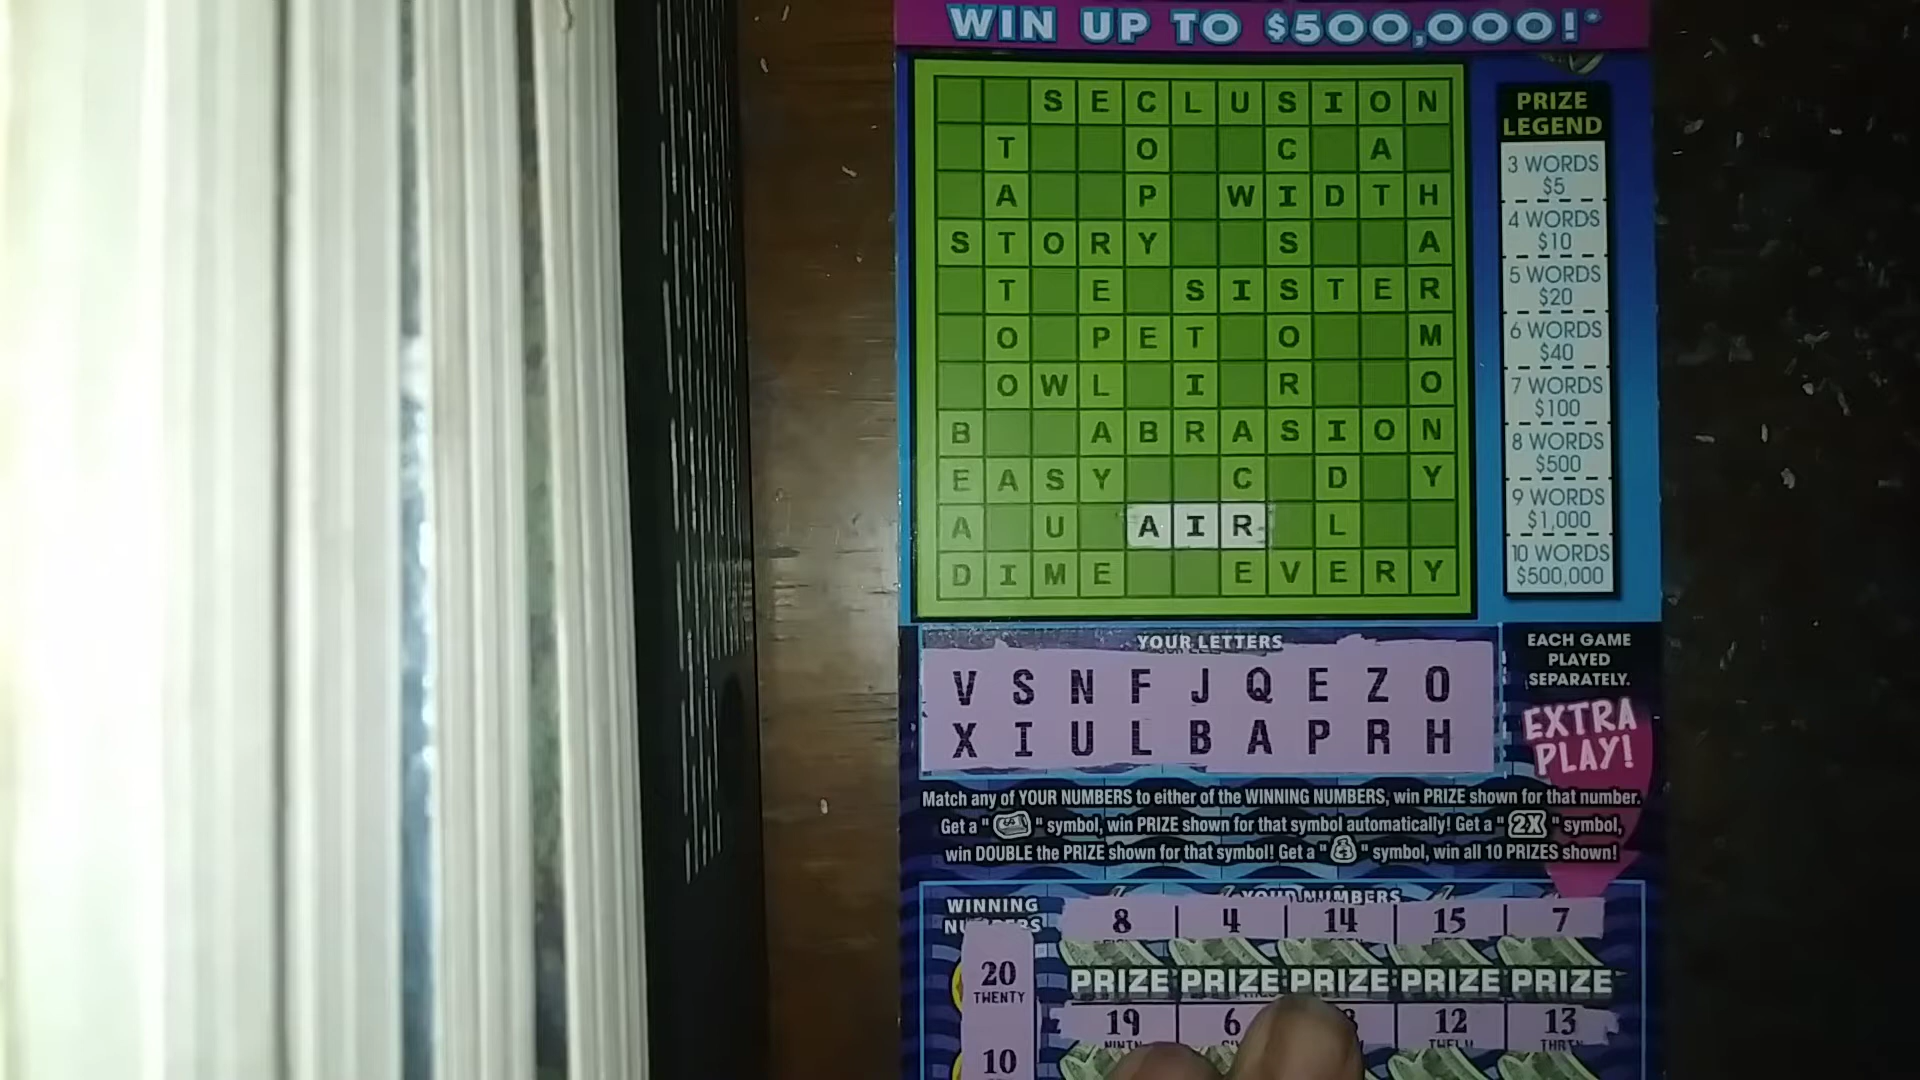 WIN UP TO $500,000!*
S E C L U S I O N
T O C A
A P W I D T H
S T O R Y S A
T E S I S T E R
O P E T O M
O W L I R O
B A B R A S I O N
E A S Y C D Y
A U A I R L
D I M E E V E R Y
PRIZE
LEGEND
3 WORDS
$5
4 WORDS
$10
5 WORDS
$20
6 WORDS
$40
7 WORDS
$100
8 WORDS
$500
9 WORDS
$1,000
10 WORDS
$500,000
YOUR LETTERS
V S N F J Q E Z O
X I U L B A P R H
EACH GAME
PLAYED
SEPARATELY.
EXTRA
PLAY!
Match any of YOUR NUMBERS to either of the WINNING NUMBERS, win PRIZE shown for that number.
Get a " " symbol, win PRIZE shown for that symbol automatically! Get a " 2X " symbol,
win DOUBLE the PRIZE shown for that symbol! Get a " " symbol, win all 10 PRIZES shown!
WINNING
NUMBERS
20
TWENTY
10
YOUR NUMBERS
8 4 14 15 7
PRIZE PRIZE PRIZE PRIZE PRIZE
19 6 12 13